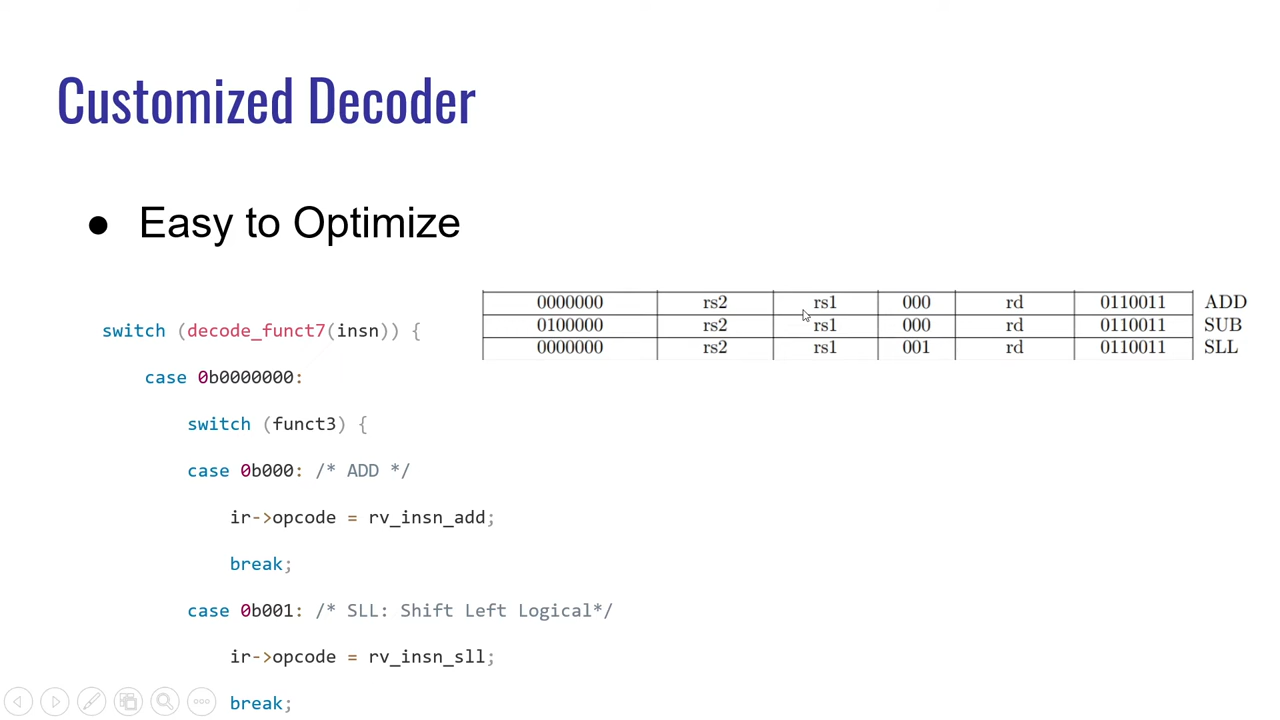 Customized Decoder
● Easy to Optimize
0000000 rs2 rs1 000 rd 0110011 ADD
0100000 rs2 rs1 000 rd 0110011 SUB
0000000 rs2 rs1 001 rd 0110011 SLL
switch (decode_funct7(insn)) {
case 0b0000000:
switch (funct3) {
case 0b000: /* ADD */
ir->opcode = rv_insn_add;
break;
case 0b001: /* SLL: Shift Left Logical*/
ir->opcode = rv_insn_sll;
break;